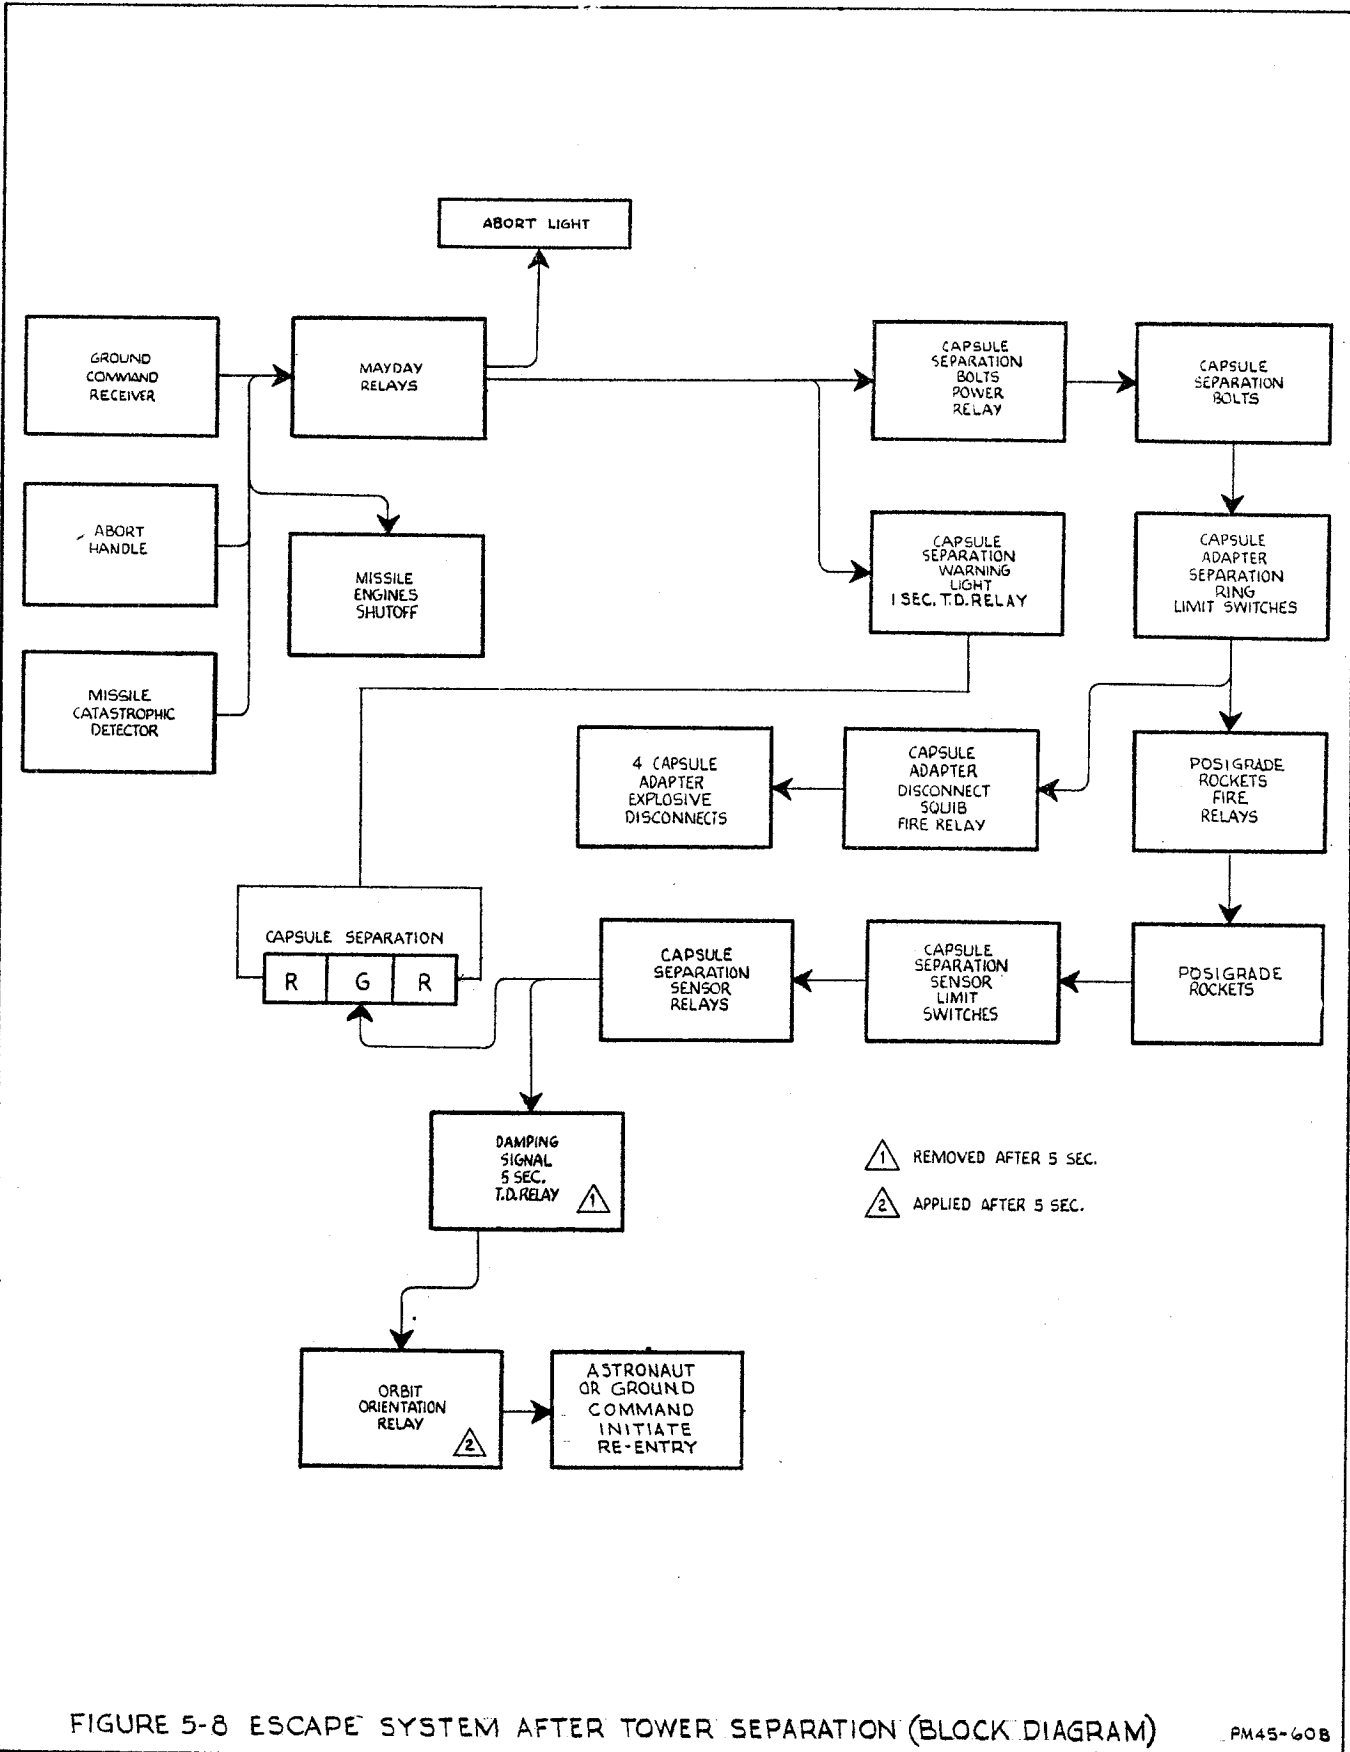 ABORT LIGHT
GROUND
COMMAND
RECEIVER
MAYDAY
RELAYS
CAPSULE
SEPARATION
BOLTS
POWER
RELAY
CAPSULE
SEPARATION
BOLTS
ABORT
HANDLE
MISSILE
ENGINES
SHUTOFF
CAPSULE
SEPARATION
WARNING
LIGHT
1 SEC. T.D. RELAY
CAPSULE
ADAPTER
SEPARATION
RING
LIMIT SWITCHES
MISSILE
CATASTROPHIC
DETECTOR
4 CAPSULE
ADAPTER
EXPLOSIVE
DISCONNECTS
CAPSULE
ADAPTER
DISCONNECT
SQUIB
FIRE RELAY
POSIGRADE
ROCKETS
FIRE
RELAYS
CAPSULE SEPARATION
R G R
CAPSULE
SEPARATION
SENSOR
RELAYS
CAPSULE
SEPARATION
SENSOR
LIMIT
SWITCHES
POSIGRADE
ROCKETS
DAMPING
SIGNAL
5 SEC.
T.D. RELAY
1
1 REMOVED AFTER 5 SEC.
2 APPLIED AFTER 5 SEC.
ORBIT
ORIENTATION
RELAY
2
ASTRONAUT
OR GROUND
COMMAND
INITIATE
RE-ENTRY
FIGURE 5-8 ESCAPE SYSTEM AFTER TOWER SEPARATION (BLOCK DIAGRAM)
PM45-60B